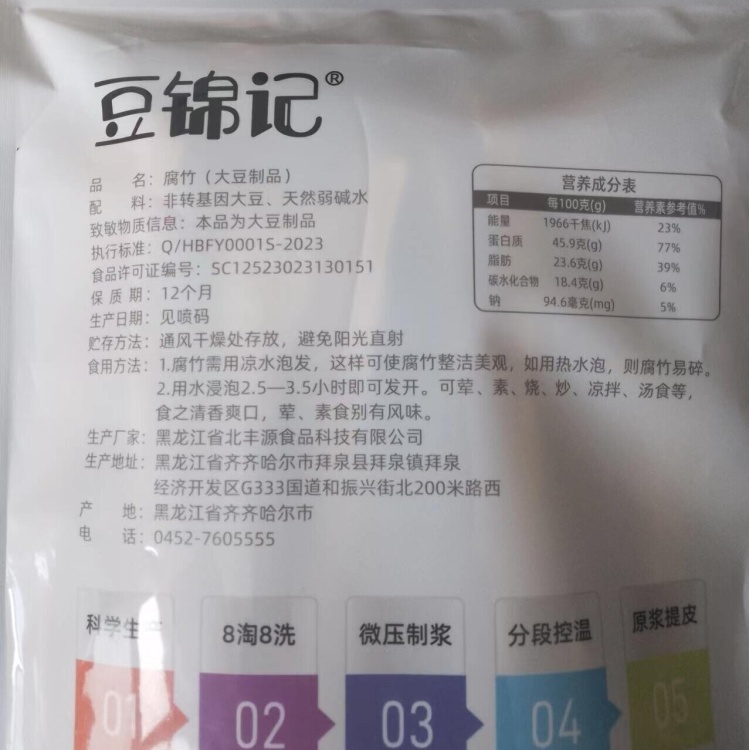 豆锦记®
品 名：腐竹（大豆制品）
配 料：非转基因大豆、天然弱碱水
致敏物质信息：本品为大豆制品
执行标准：Q/HBFY0001S-2023
食品许可证编号：SC12523023130151
保 质 期：12个月
生产日期：见喷码
贮存方法：通风干燥处存放，避免阳光直射
食用方法：1.腐竹需用凉水泡发，这样可使腐竹整洁美观，如用热水泡，则腐竹易碎。
2.用水浸泡2.5—3.5小时即可发开。可荤、素、烧、炒、凉拌、汤食等，
食之清香爽口，荤、素食别有风味。
生产厂家：黑龙江省北丰源食品科技有限公司
生产地址：黑龙江省齐齐哈尔市拜泉县拜泉镇拜泉
经济开发区G333国道和振兴街北200米路西
产 地：黑龙江省齐齐哈尔市
电 话：0452-7605555
营养成分表
项目 每100克(g) 营养素参考值%
能量 1966千焦(kJ) 23%
蛋白质 45.9克(g) 77%
脂肪 23.6克(g) 39%
碳水化合物 18.4克(g) 6%
钠 94.6毫克(mg) 5%
科学生产 8淘8洗 微压制浆 分段控温 原浆提皮
01 02 03 04 05